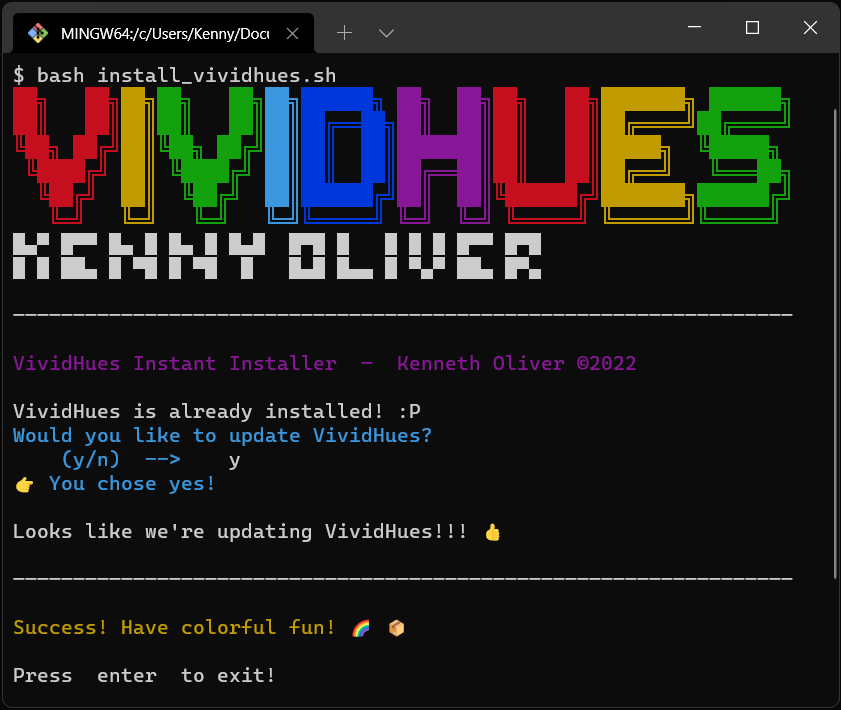 MINGW64:/c/Users/Kenny/Docu
$ bash install_vividhues.sh
VIVIDHUES
KENNY OLIVER
VividHues Instant Installer  —  Kenneth Oliver ©2022
VividHues is already installed! :P
Would you like to update VividHues?
(y/n)  -->    y
👉 You chose yes!
Looks like we're updating VividHues!!! 👍
Success! Have colorful fun! 🌈 📦
Press  enter  to exit!